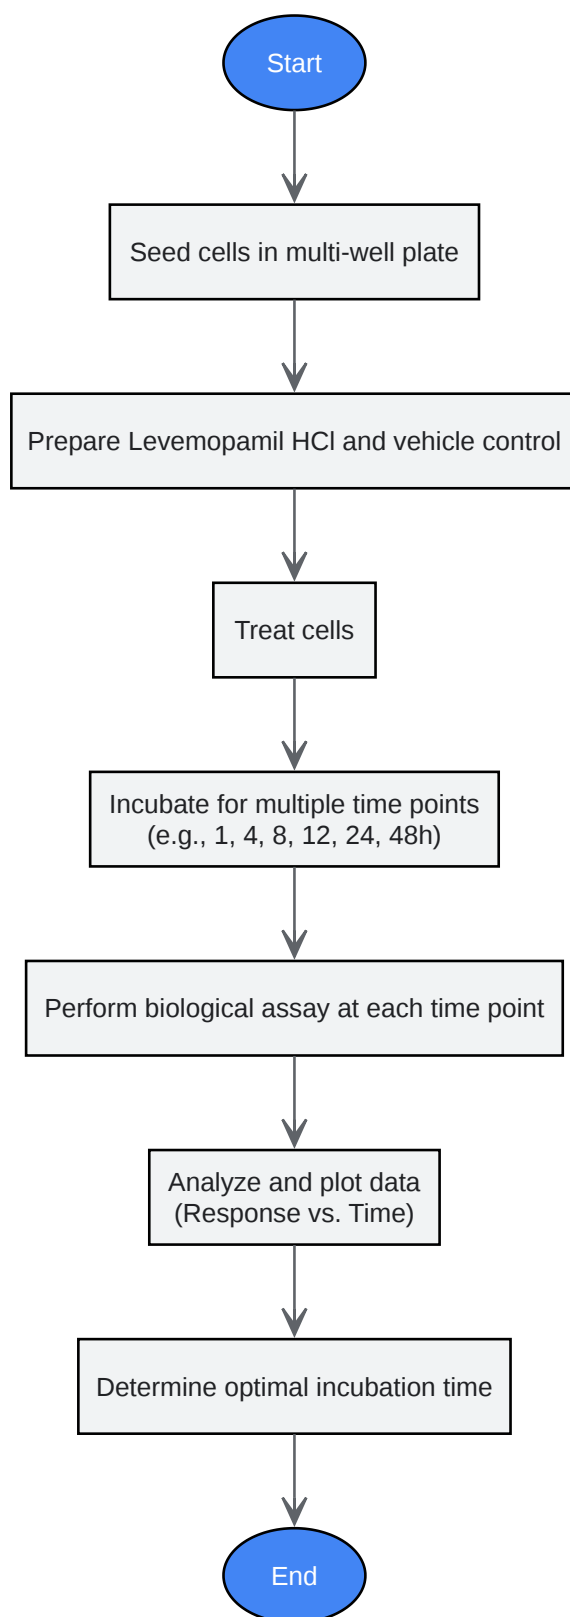 Start
Seed cells in multi-well plate
Prepare Levemopamil HCl and vehicle control
Treat cells
Incubate for multiple time points
(e.g., 1, 4, 8, 12, 24, 48h)
Perform biological assay at each time point
Analyze and plot data
(Response vs. Time)
Determine optimal incubation time
End